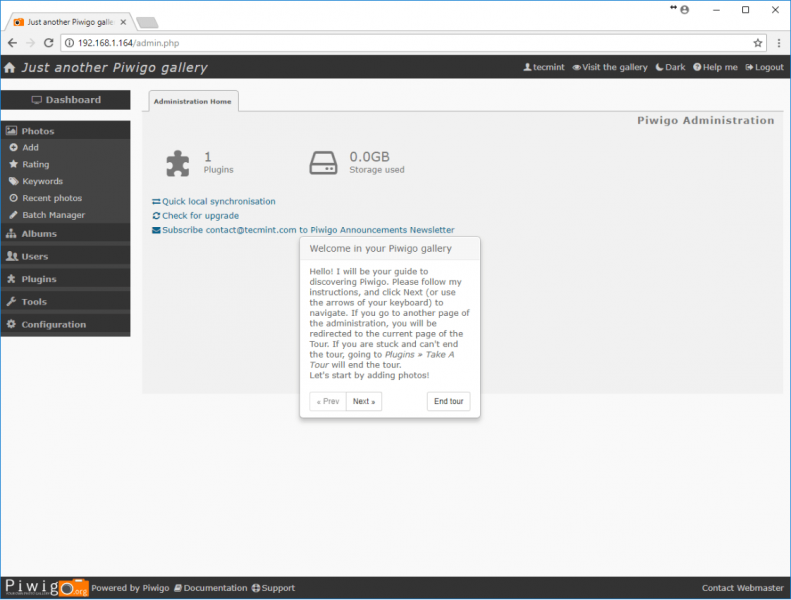 Just another Piwigo galle
192.168.1.164/admin.php
Just another Piwigo gallery
tecmint Visit the gallery Dark Help me Logout
Dashboard
Administration Home
Piwigo Administration
Photos
Add
Rating
Keywords
Recent photos
Batch Manager
Albums
Users
Plugins
Tools
Configuration
1
Plugins
0.0GB
Storage used
Quick local synchronisation
Check for upgrade
Subscribe contact@tecmint.com to Piwigo Announcements Newsletter
Welcome in your Piwigo gallery
Hello! I will be your guide to
discovering Piwigo. Please follow my
instructions, and click Next (or use
the arrows of your keyboard) to
navigate. If you go to another page of
the administration, you will be
redirected to the current page of the
Tour. If you are stuck and can't end
the tour, going to Plugins » Take A
Tour will end the tour.
Let's start by adding photos!
« Prev Next » End tour
Piwigo.org Powered by Piwigo Documentation Support Contact Webmaster